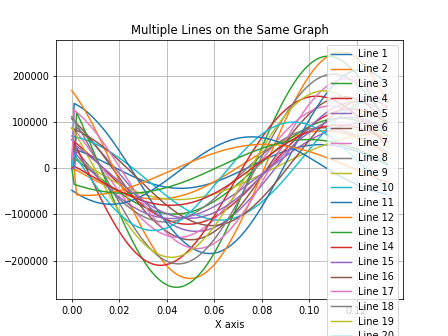 Multiple Lines on the Same Graph
200000
100000
0
−100000
−200000
0.00 0.02 0.04 0.06 0.08 0.10
X axis
Line 1
Line 2
Line 3
Line 4
Line 5
Line 6
Line 7
Line 8
Line 9
Line 10
Line 11
Line 12
Line 13
Line 14
Line 15
Line 16
Line 17
Line 18
Line 19
Line 20